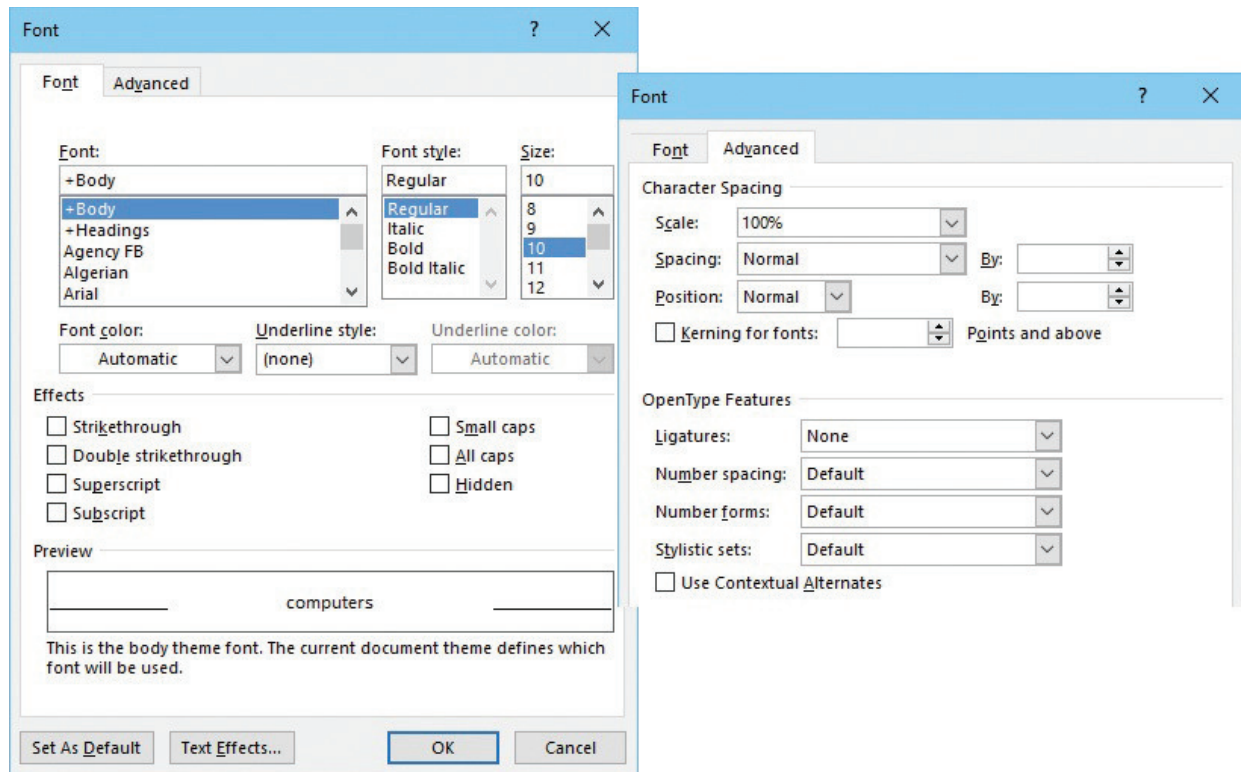 Font ? ×
Font Advanced
Font: Font style: Size:
+Body Regular 10
+Body Regular 8
+Headings Italic 9
Agency FB Bold 10
Algerian Bold Italic 11
Arial 12
Font color: Underline style: Underline color:
Automatic (none) Automatic
Effects
Strikethrough Small caps
Double strikethrough All caps
Superscript Hidden
Subscript
Preview
computers
This is the body theme font. The current document theme defines which
font will be used.
Set As Default Text Effects... OK Cancel
Font ? ×
Font Advanced
Character Spacing
Scale: 100%
Spacing: Normal By:
Position: Normal By:
Kerning for fonts: Points and above
OpenType Features
Ligatures: None
Number spacing: Default
Number forms: Default
Stylistic sets: Default
Use Contextual Alternates